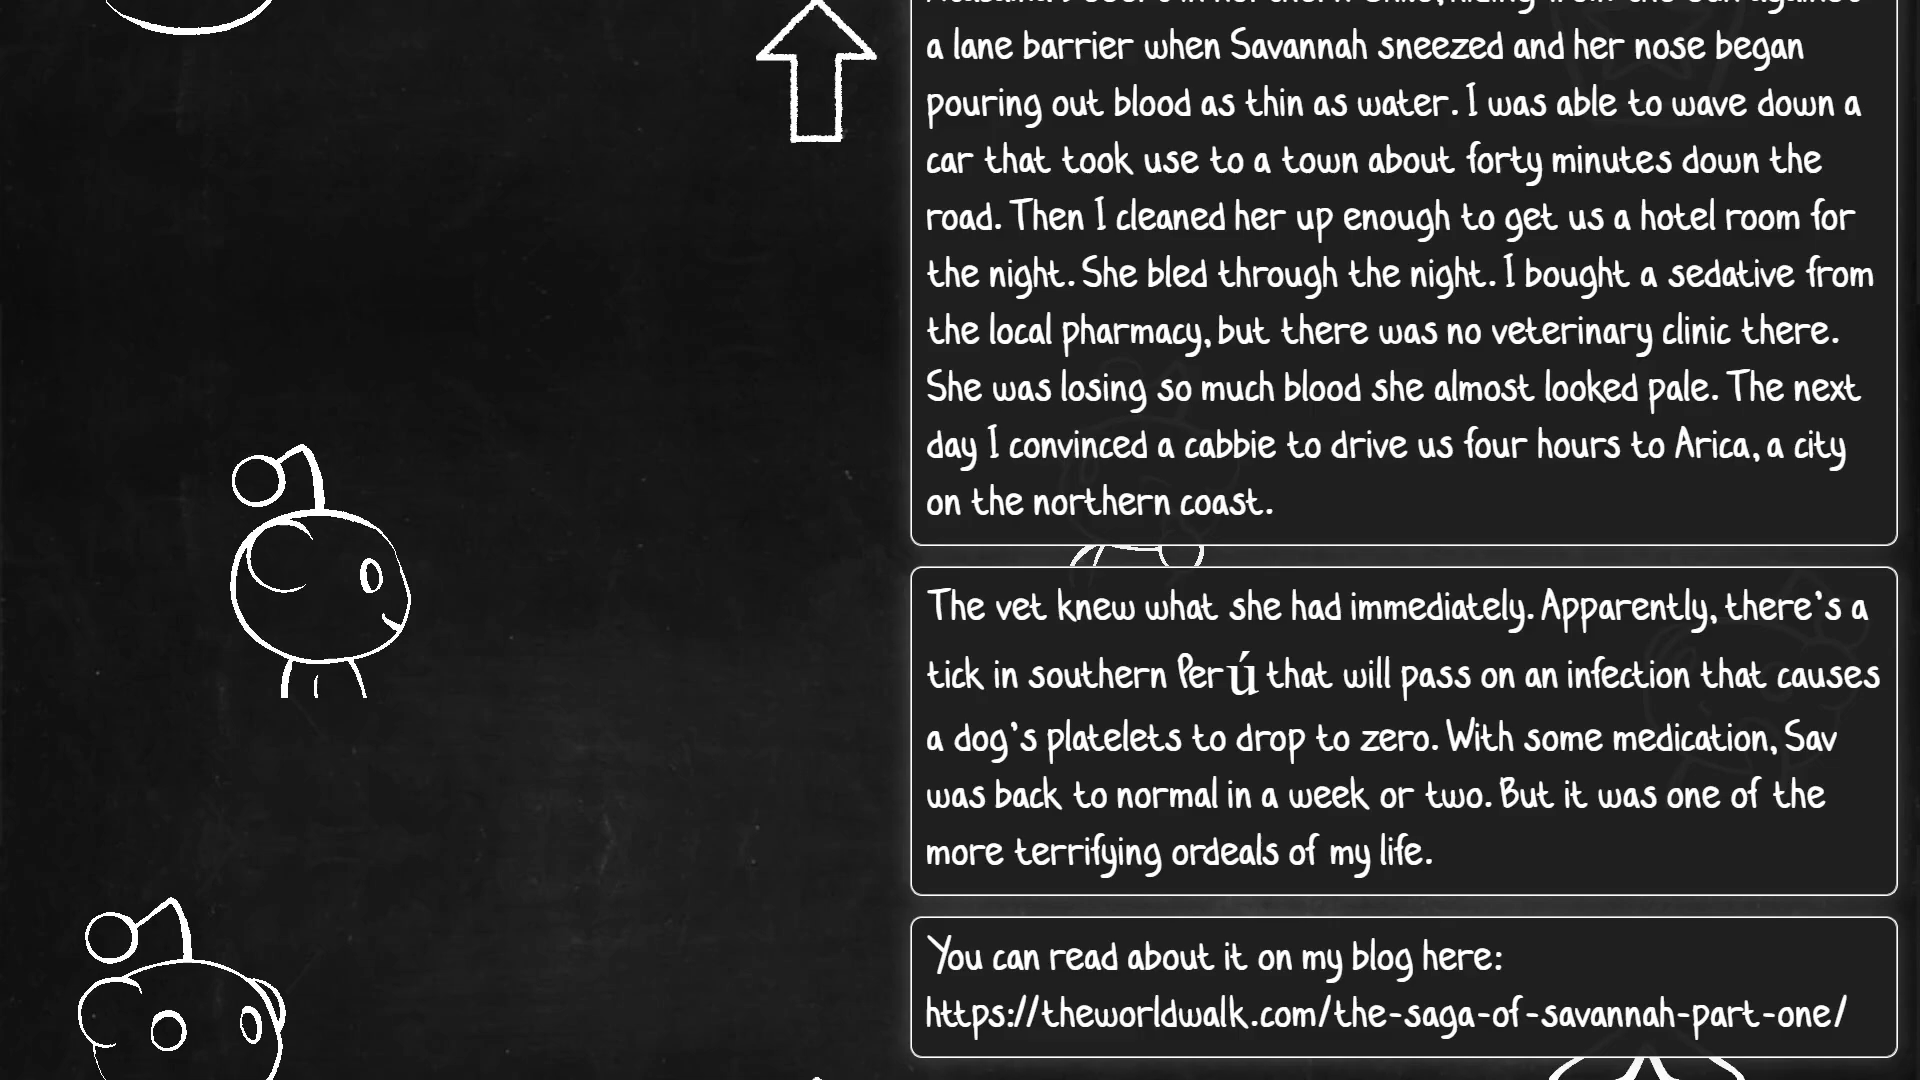 a lane barrier when Savannah sneezed and her nose began
pouring out blood as thin as water. I was able to wave down a
car that took use to a town about forty minutes down the
road. Then I cleaned her up enough to get us a hotel room for
the night. She bled through the night. I bought a sedative from
the local pharmacy, but there was no veterinary clinic there.
She was losing so much blood she almost looked pale. The next
day I convinced a cabbie to drive us four hours to Arica, a city
on the northern coast.
The vet knew what she had immediately. Apparently, there's a
tick in southern Perú that will pass on an infection that causes
a dog's platelets to drop to zero. With some medication, Sav
was back to normal in a week or two. But it was one of the
more terrifying ordeals of my life.
You can read about it on my blog here:
https://theworldwalk.com/the-saga-of-savannah-part-one/